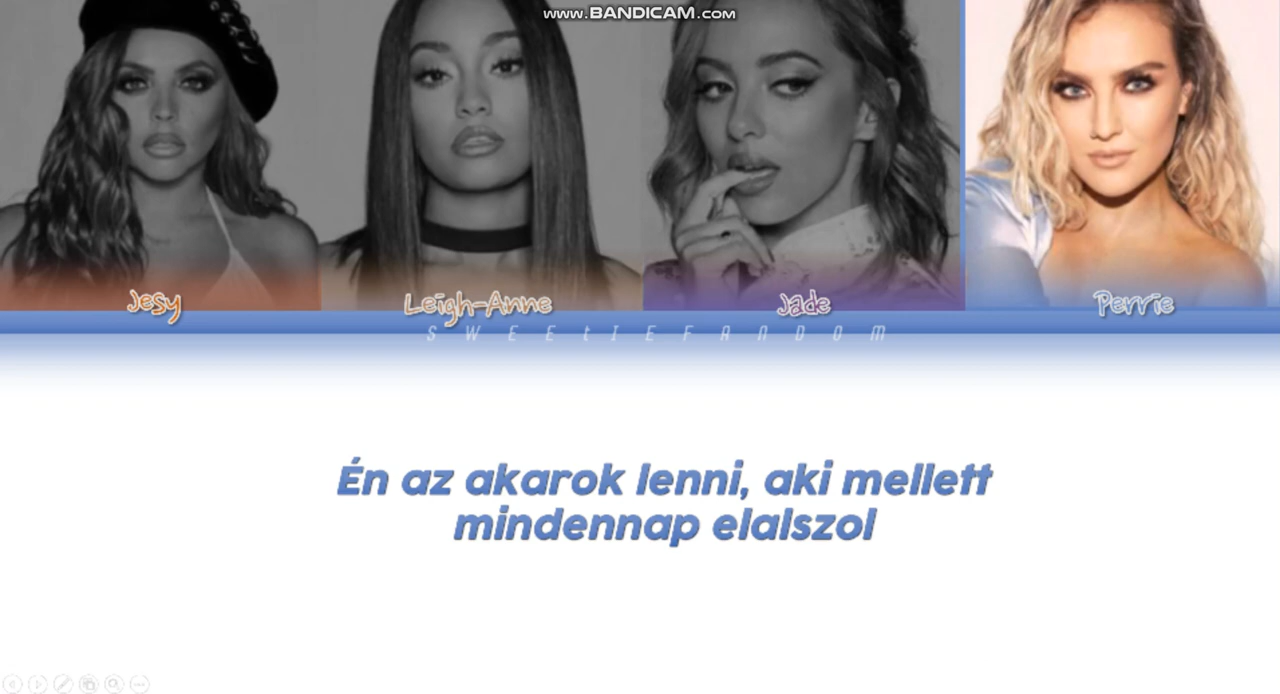 www.BANDICAM.com
Jesy
Leigh-Anne
Jade
Perrie
SWEEtIEFANDOM
Én az akarok lenni, aki mellett
mindennap elalszol